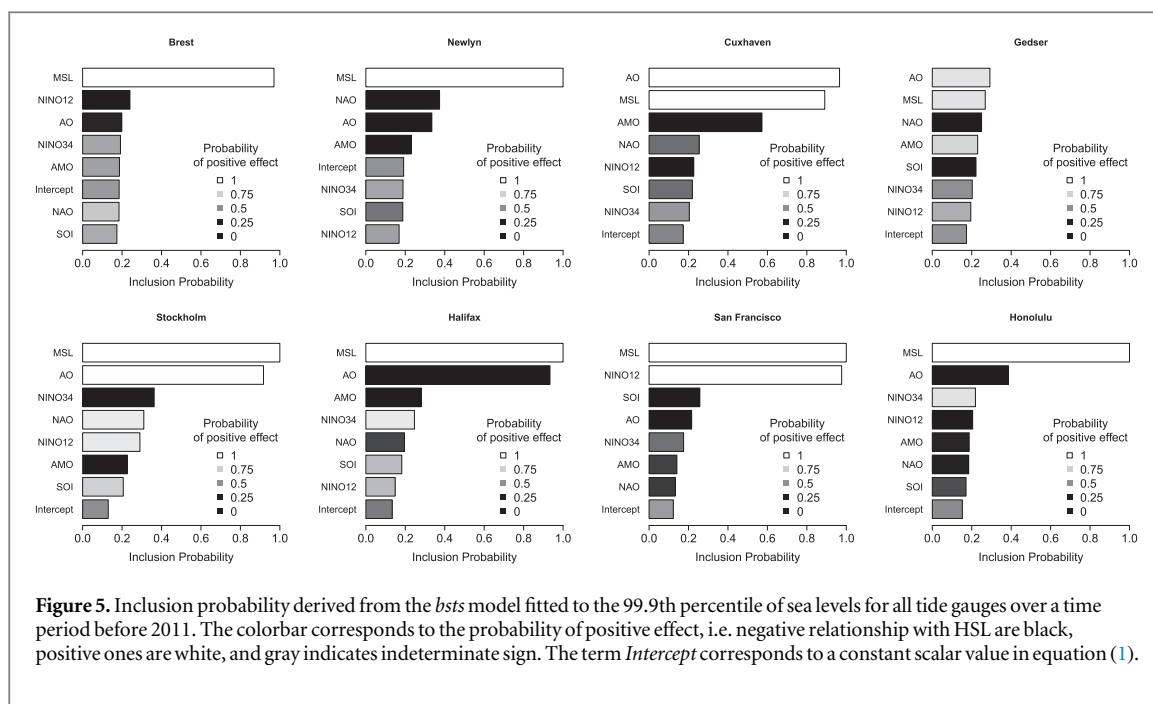 Brest
MSL
NINO12
AO
NINO34
AMO
Intercept
NAO
SOI
Probability
of positive effect
1
0.75
0.5
0.25
0
0.0 0.2 0.4 0.6 0.8 1.0
Inclusion Probability
Newlyn
MSL
NAO
AO
AMO
Intercept
NINO34
SOI
NINO12
Probability
of positive effect
1
0.75
0.5
0.25
0
0.0 0.2 0.4 0.6 0.8 1.0
Inclusion Probability
Cuxhaven
AO
MSL
AMO
NAO
NINO12
SOI
NINO34
Intercept
Probability
of positive effect
1
0.75
0.5
0.25
0
0.0 0.2 0.4 0.6 0.8 1.0
Inclusion Probability
Gedser
AO
MSL
NAO
AMO
SOI
NINO34
NINO12
Intercept
Probability
of positive effect
1
0.75
0.5
0.25
0
0.0 0.2 0.4 0.6 0.8 1.0
Inclusion Probability
Stockholm
MSL
AO
NINO34
NAO
NINO12
AMO
SOI
Intercept
Probability
of positive effect
1
0.75
0.5
0.25
0
0.0 0.2 0.4 0.6 0.8 1.0
Inclusion Probability
Halifax
MSL
AO
AMO
NINO34
NAO
SOI
NINO12
Intercept
Probability
of positive effect
1
0.75
0.5
0.25
0
0.0 0.2 0.4 0.6 0.8 1.0
Inclusion Probability
San Francisco
MSL
NINO12
SOI
AO
NINO34
AMO
NAO
Intercept
Probability
of positive effect
1
0.75
0.5
0.25
0
0.0 0.2 0.4 0.6 0.8 1.0
Inclusion Probability
Honolulu
MSL
AO
NINO34
NINO12
AMO
NAO
SOI
Intercept
Probability
of positive effect
1
0.75
0.5
0.25
0
0.0 0.2 0.4 0.6 0.8 1.0
Inclusion Probability
Figure 5. Inclusion probability derived from the bsts model fitted to the 99.9th percentile of sea levels for all tide gauges over a time
period before 2011. The colorbar corresponds to the probability of positive effect, i.e. negative relationship with HSL are black,
positive ones are white, and gray indicates indeterminate sign. The term Intercept corresponds to a constant scalar value in equation (1).